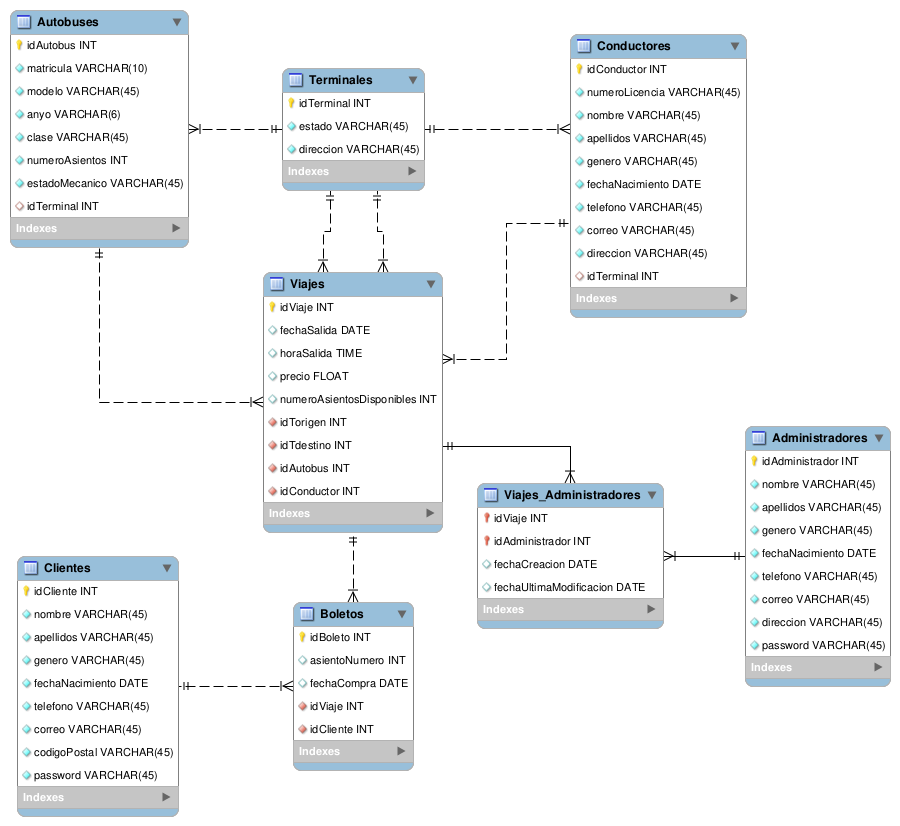 Autobuses
idAutobus INT
matricula VARCHAR(10)
modelo VARCHAR(45)
anyo VARCHAR(6)
clase VARCHAR(45)
numeroAsientos INT
estadoMecanico VARCHAR(45)
idTerminal INT
Indexes
Terminales
idTerminal INT
estado VARCHAR(45)
direccion VARCHAR(45)
Indexes
Conductores
idConductor INT
numeroLicencia VARCHAR(45)
nombre VARCHAR(45)
apellidos VARCHAR(45)
genero VARCHAR(45)
fechaNacimiento DATE
telefono VARCHAR(45)
correo VARCHAR(45)
direccion VARCHAR(45)
idTerminal INT
Indexes
Viajes
idViaje INT
fechaSalida DATE
horaSalida TIME
precio FLOAT
numeroAsientosDisponibles INT
idTorigen INT
idTdestino INT
idAutobus INT
idConductor INT
Indexes
Viajes_Administradores
idViaje INT
idAdministrador INT
fechaCreacion DATE
fechaUltimaModificacion DATE
Indexes
Administradores
idAdministrador INT
nombre VARCHAR(45)
apellidos VARCHAR(45)
genero VARCHAR(45)
fechaNacimiento DATE
telefono VARCHAR(45)
correo VARCHAR(45)
direccion VARCHAR(45)
password VARCHAR(45)
Indexes
Clientes
idCliente INT
nombre VARCHAR(45)
apellidos VARCHAR(45)
genero VARCHAR(45)
fechaNacimiento DATE
telefono VARCHAR(45)
correo VARCHAR(45)
codigoPostal VARCHAR(45)
password VARCHAR(45)
Indexes
Boletos
idBoleto INT
asientoNumero INT
fechaCompra DATE
idViaje INT
idCliente INT
Indexes